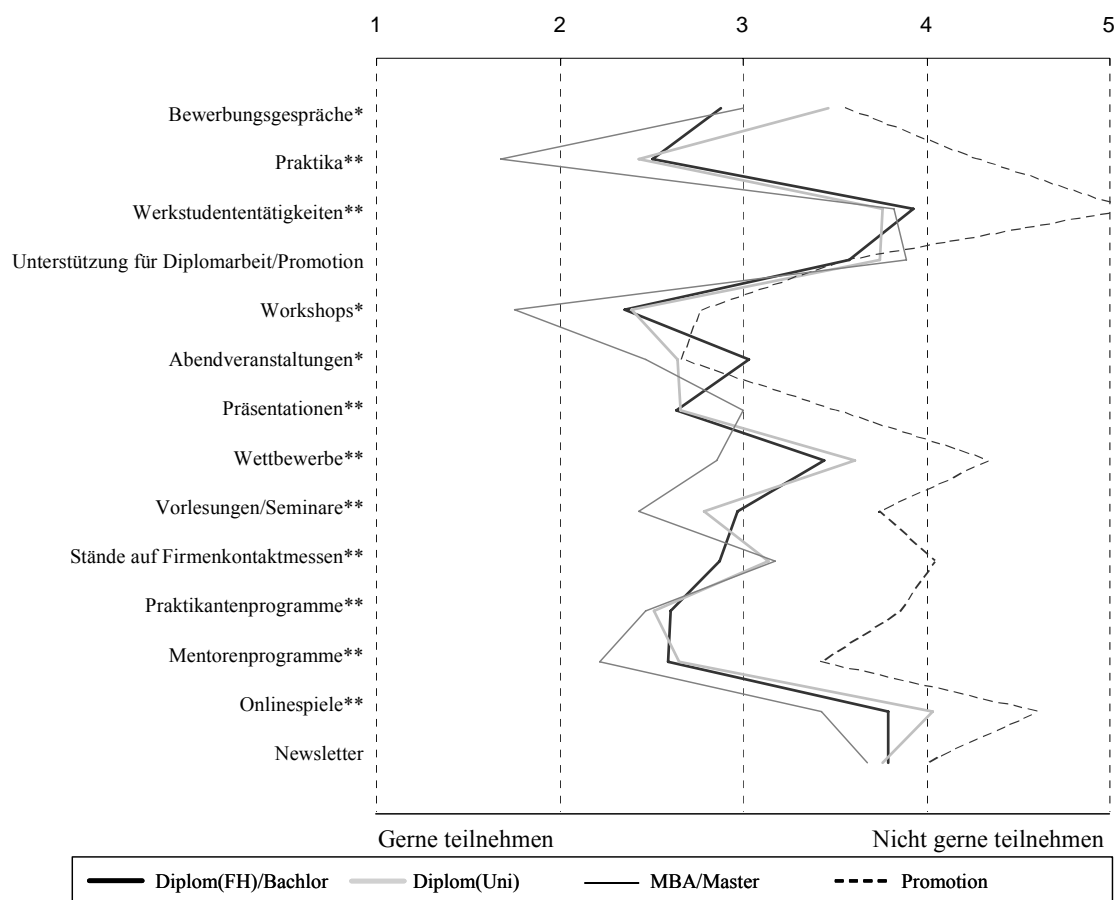 1 2 3 4 5
Bewerbungsgespräche*
Praktika**
Werkstudententätigkeiten**
Unterstützung für Diplomarbeit/Promotion
Workshops*
Abendveranstaltungen*
Präsentationen**
Wettbewerbe**
Vorlesungen/Seminare**
Stände auf Firmenkontaktmessen**
Praktikantenprogramme**
Mentorenprogramme**
Onlinespiele**
Newsletter
Gerne teilnehmen Nicht gerne teilnehmen
Diplom(FH)/Bachlor Diplom(Uni) MBA/Master Promotion